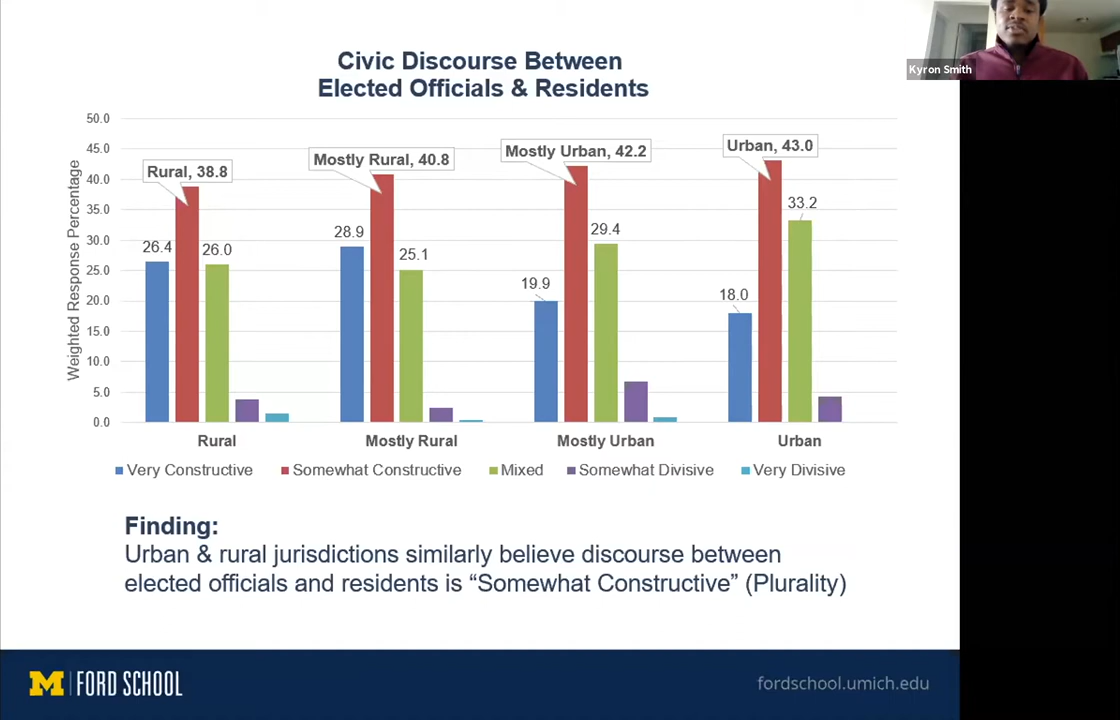 Civic Discourse Between
Elected Officials & Residents
Kyron Smith
Weighted Response Percentage
50.0
45.0
40.0
35.0
30.0
25.0
20.0
15.0
10.0
5.0
0.0
Rural, 38.8
Mostly Rural, 40.8
Mostly Urban, 42.2
Urban, 43.0
26.4
26.0
28.9
25.1
19.9
29.4
18.0
33.2
Rural
Mostly Rural
Mostly Urban
Urban
Very Constructive
Somewhat Constructive
Mixed
Somewhat Divisive
Very Divisive
Finding:
Urban & rural jurisdictions similarly believe discourse between
elected officials and residents is “Somewhat Constructive” (Plurality)
M FORD SCHOOL
fordschool.umich.edu